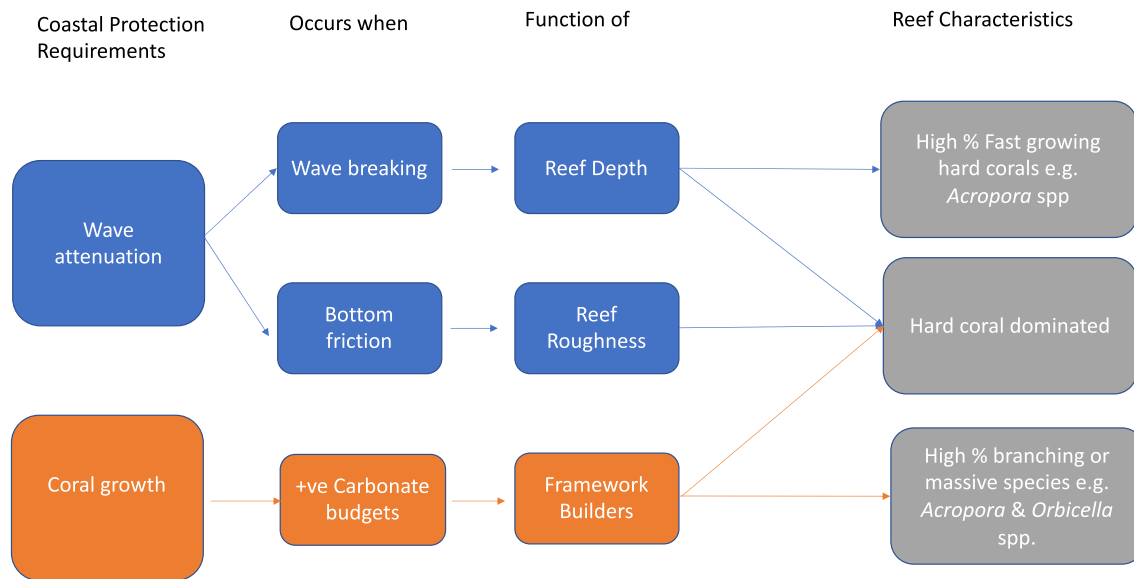 Coastal Protection
Requirements
Occurs when
Function of
Reef Characteristics
Wave
attenuation
Wave breaking
Reef Depth
High % Fast growing
hard corals e.g.
Acropora spp
Bottom
friction
Reef
Roughness
Hard coral dominated
Coral growth
+ve Carbonate
budgets
Framework
Builders
High % branching or
massive species e.g.
Acropora & Orbicella
spp.